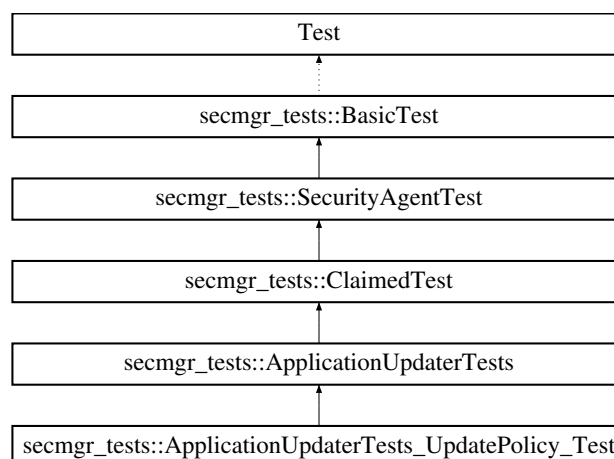 Test
secmgr_tests::BasicTest
secmgr_tests::SecurityAgentTest
secmgr_tests::ClaimedTest
secmgr_tests::ApplicationUpdaterTests
secmgr_tests::ApplicationUpdaterTests_UpdatePolicy_Test